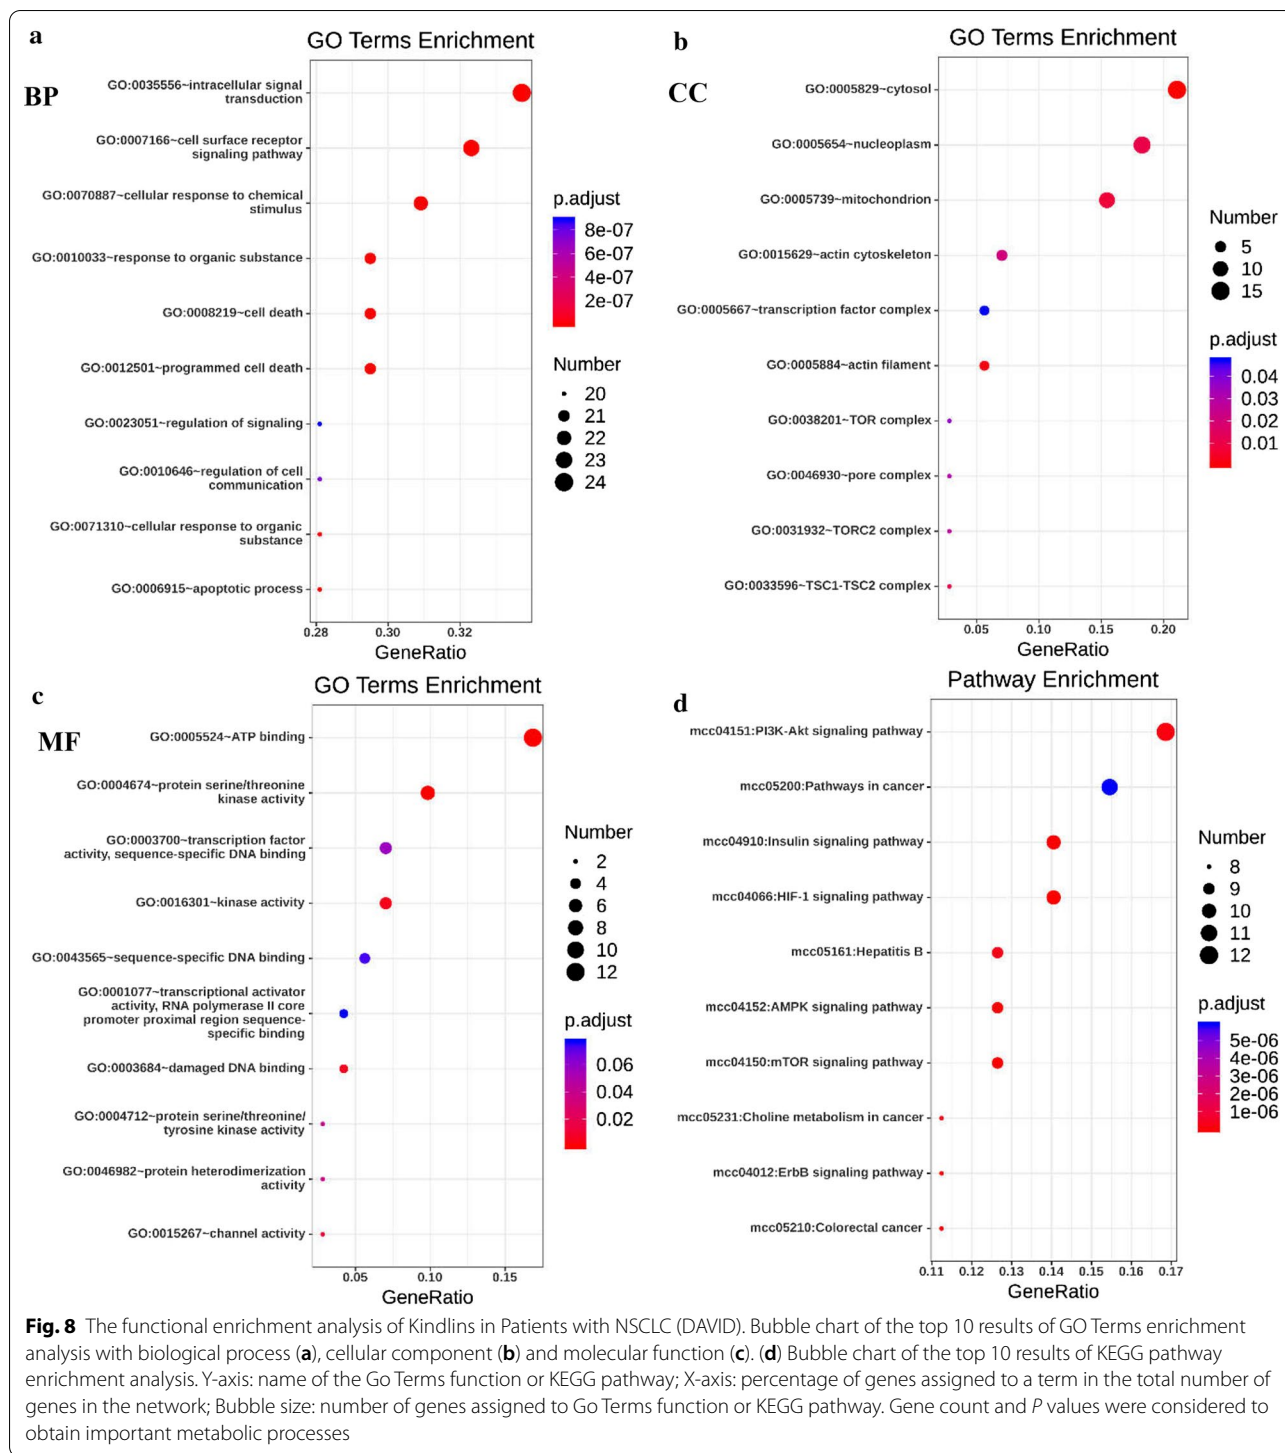 a
GO Terms Enrichment
BP
GO:0035556~intracellular signal
transduction
GO:0007166~cell surface receptor
signaling pathway
GO:0070887~cellular response to chemical
stimulus
GO:0010033~response to organic substance
GO:0008219~cell death
GO:0012501~programmed cell death
GO:0023051~regulation of signaling
GO:0010646~regulation of cell
communication
GO:0071310~cellular response to organic
substance
GO:0006915~apoptotic process
0.28 0.30 0.32
GeneRatio
p.adjust
8e-07
6e-07
4e-07
2e-07
Number
20
21
22
23
24
b
GO Terms Enrichment
CC
GO:0005829~cytosol
GO:0005654~nucleoplasm
GO:0005739~mitochondrion
GO:0015629~actin cytoskeleton
GO:0005667~transcription factor complex
GO:0005884~actin filament
GO:0038201~TOR complex
GO:0046930~pore complex
GO:0031932~TORC2 complex
GO:0033596~TSC1-TSC2 complex
0.05 0.10 0.15 0.20
GeneRatio
Number
5
10
15
p.adjust
0.04
0.03
0.02
0.01
c
GO Terms Enrichment
MF
GO:0005524~ATP binding
GO:0004674~protein serine/threonine
kinase activity
GO:0003700~transcription factor
activity, sequence-specific DNA binding
GO:0016301~kinase activity
GO:0043565~sequence-specific DNA binding
GO:0001077~transcriptional activator
activity, RNA polymerase II core
promoter proximal region sequence-
specific binding
GO:0003684~damaged DNA binding
GO:0004712~protein serine/threonine/
tyrosine kinase activity
GO:0046982~protein heterodimerization
activity
GO:0015267~channel activity
0.05 0.10 0.15
GeneRatio
Number
2
4
6
8
10
12
p.adjust
0.06
0.04
0.02
d
Pathway Enrichment
mcc04151:PI3K-Akt signaling pathway
mcc05200:Pathways in cancer
mcc04910:Insulin signaling pathway
mcc04066:HIF-1 signaling pathway
mcc05161:Hepatitis B
mcc04152:AMPK signaling pathway
mcc04150:mTOR signaling pathway
mcc05231:Choline metabolism in cancer
mcc04012:ErbB signaling pathway
mcc05210:Colorectal cancer
0.11 0.12 0.13 0.14 0.15 0.16 0.17
GeneRatio
Number
8
9
10
11
12
p.adjust
5e-06
4e-06
3e-06
2e-06
1e-06
Fig. 8 The functional enrichment analysis of Kindlins in Patients with NSCLC (DAVID). Bubble chart of the top 10 results of GO Terms enrichment
analysis with biological process (a), cellular component (b) and molecular function (c). (d) Bubble chart of the top 10 results of KEGG pathway
enrichment analysis. Y-axis: name of the Go Terms function or KEGG pathway; X-axis: percentage of genes assigned to a term in the total number of
genes in the network; Bubble size: number of genes assigned to Go Terms function or KEGG pathway. Gene count and P values were considered to
obtain important metabolic processes